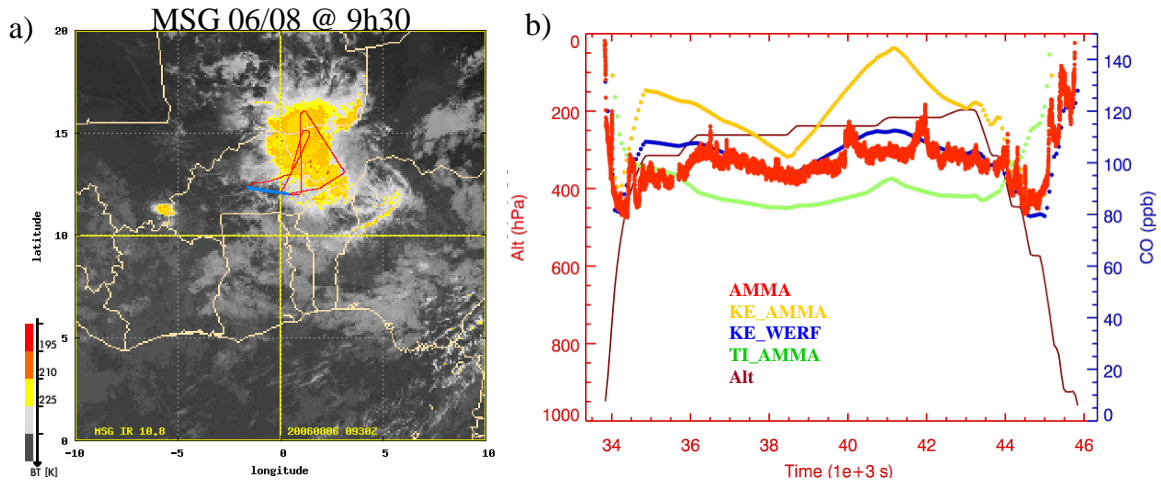 a)
MSG 06/08 @ 9h30
20
15
10
5
0
latitude
-10
-5
0
5
10
longitude
195
210
225
BT [K]
MSG IR 10.8
20060806 0930Z
b)
0
200
400
600
800
1000
Alt (hPa)
140
120
100
80
60
40
20
0
CO (ppb)
AMMA
KE_AMMA
KE_WERF
TI_AMMA
Alt
34
36
38
40
42
44
46
Time (1e+3 s)